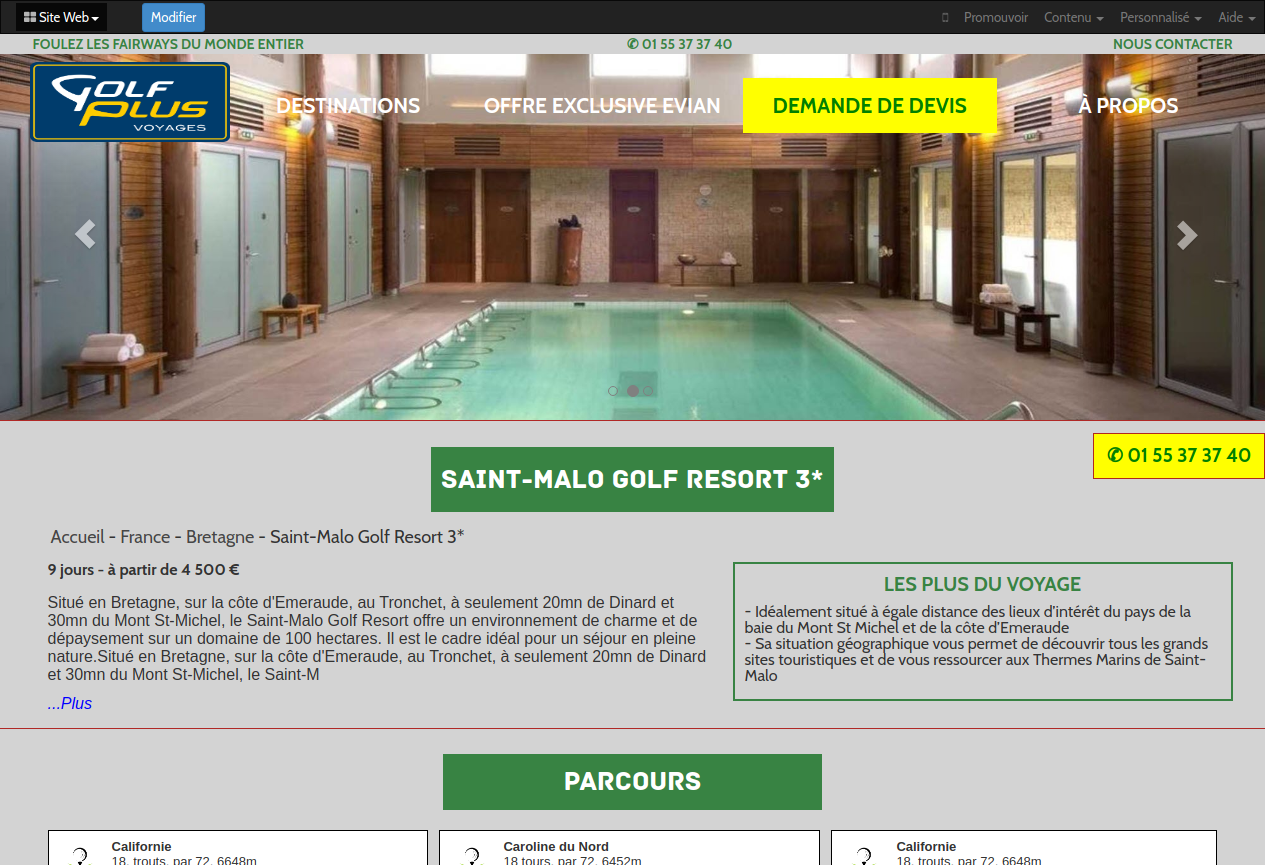 Site Web
Modifier
Promouvoir
Contenu
Personnalisé
Aide
FOULEZ LES FAIRWAYS DU MONDE ENTIER
✆ 01 55 37 37 40
NOUS CONTACTER
GOLF
PLUS
VOYAGES
DESTINATIONS
OFFRE EXCLUSIVE EVIAN
DEMANDE DE DEVIS
À PROPOS
✆ 01 55 37 37 40
SAINT-MALO GOLF RESORT 3*
Accueil - France - Bretagne - Saint-Malo Golf Resort 3*
9 jours - à partir de 4 500 €
Situé en Bretagne, sur la côte d'Emeraude, au Tronchet, à seulement 20mn de Dinard et
30mn du Mont St-Michel, le Saint-Malo Golf Resort offre un environnement de charme et de
dépaysement sur un domaine de 100 hectares. Il est le cadre idéal pour un séjour en pleine
nature.Situé en Bretagne, sur la côte d'Emeraude, au Tronchet, à seulement 20mn de Dinard
et 30mn du Mont St-Michel, le Saint-M
...Plus
LES PLUS DU VOYAGE
- Idéalement situé à égale distance des lieux d'intérêt du pays de la
baie du Mont St Michel et de la côte d'Emeraude
- Sa situation géographique vous permet de découvrir tous les grands
sites touristiques et de vous ressourcer aux Thermes Marins de Saint-
Malo
PARCOURS
Californie
18, trouts, par 72, 6648m
Caroline du Nord
18 tours, par 72, 6452m
Californie
18, trouts, par 72, 6648m